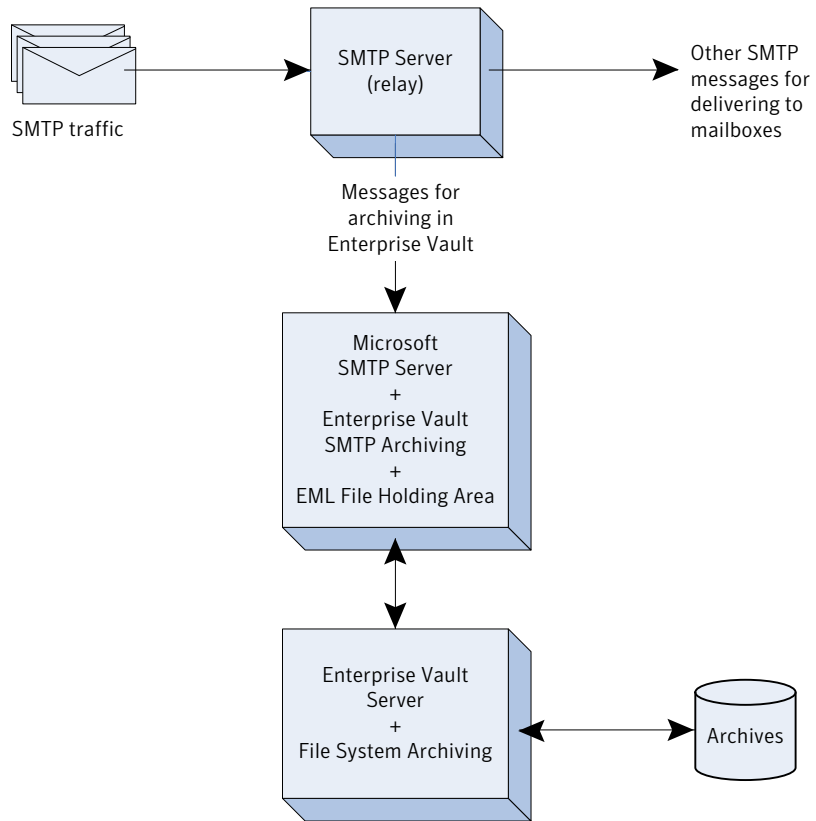 SMTP Server
(relay)
Other SMTP
messages for
delivering to
mailboxes
SMTP traffic
Messages for
archiving in
Enterprise Vault
Microsoft
SMTP Server
+
Enterprise Vault
SMTP Archiving
+
EML File Holding Area
Enterprise Vault
Server
+
File System Archiving
Archives